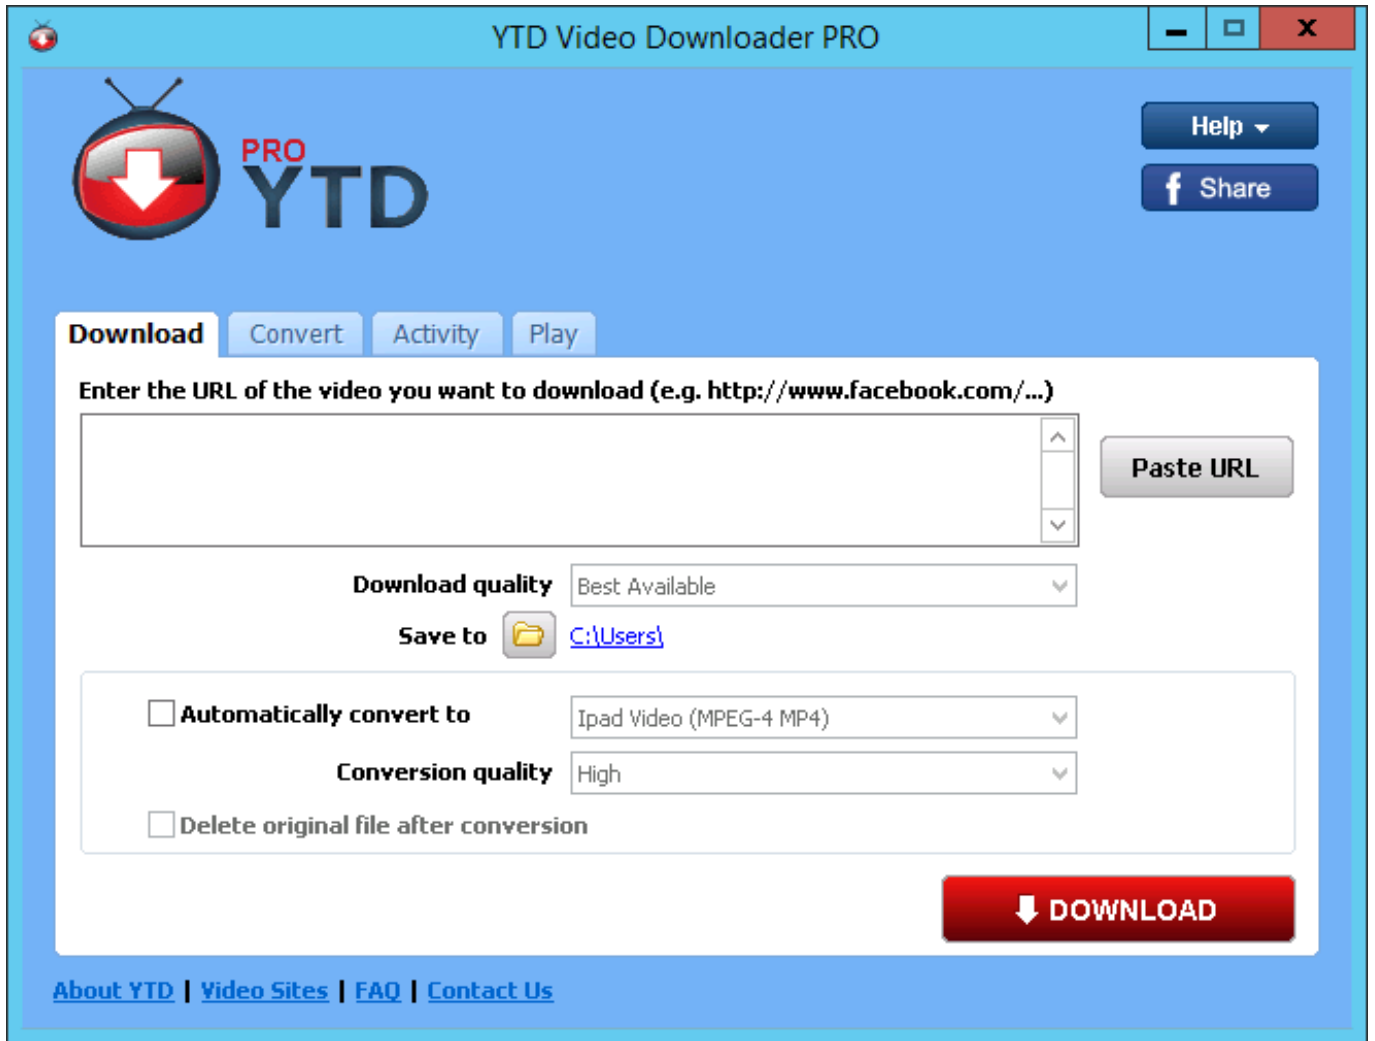 YTD Video Downloader PRO
PRO
YTD
Help
f Share
Download Convert Activity Play
Enter the URL of the video you want to download (e.g. http://www.facebook.com/...)
Paste URL
Download quality Best Available
Save to C:\Users\
Automatically convert to Ipad Video (MPEG-4 MP4)
Conversion quality High
Delete original file after conversion
DOWNLOAD
About YTD | Video Sites | FAQ | Contact Us